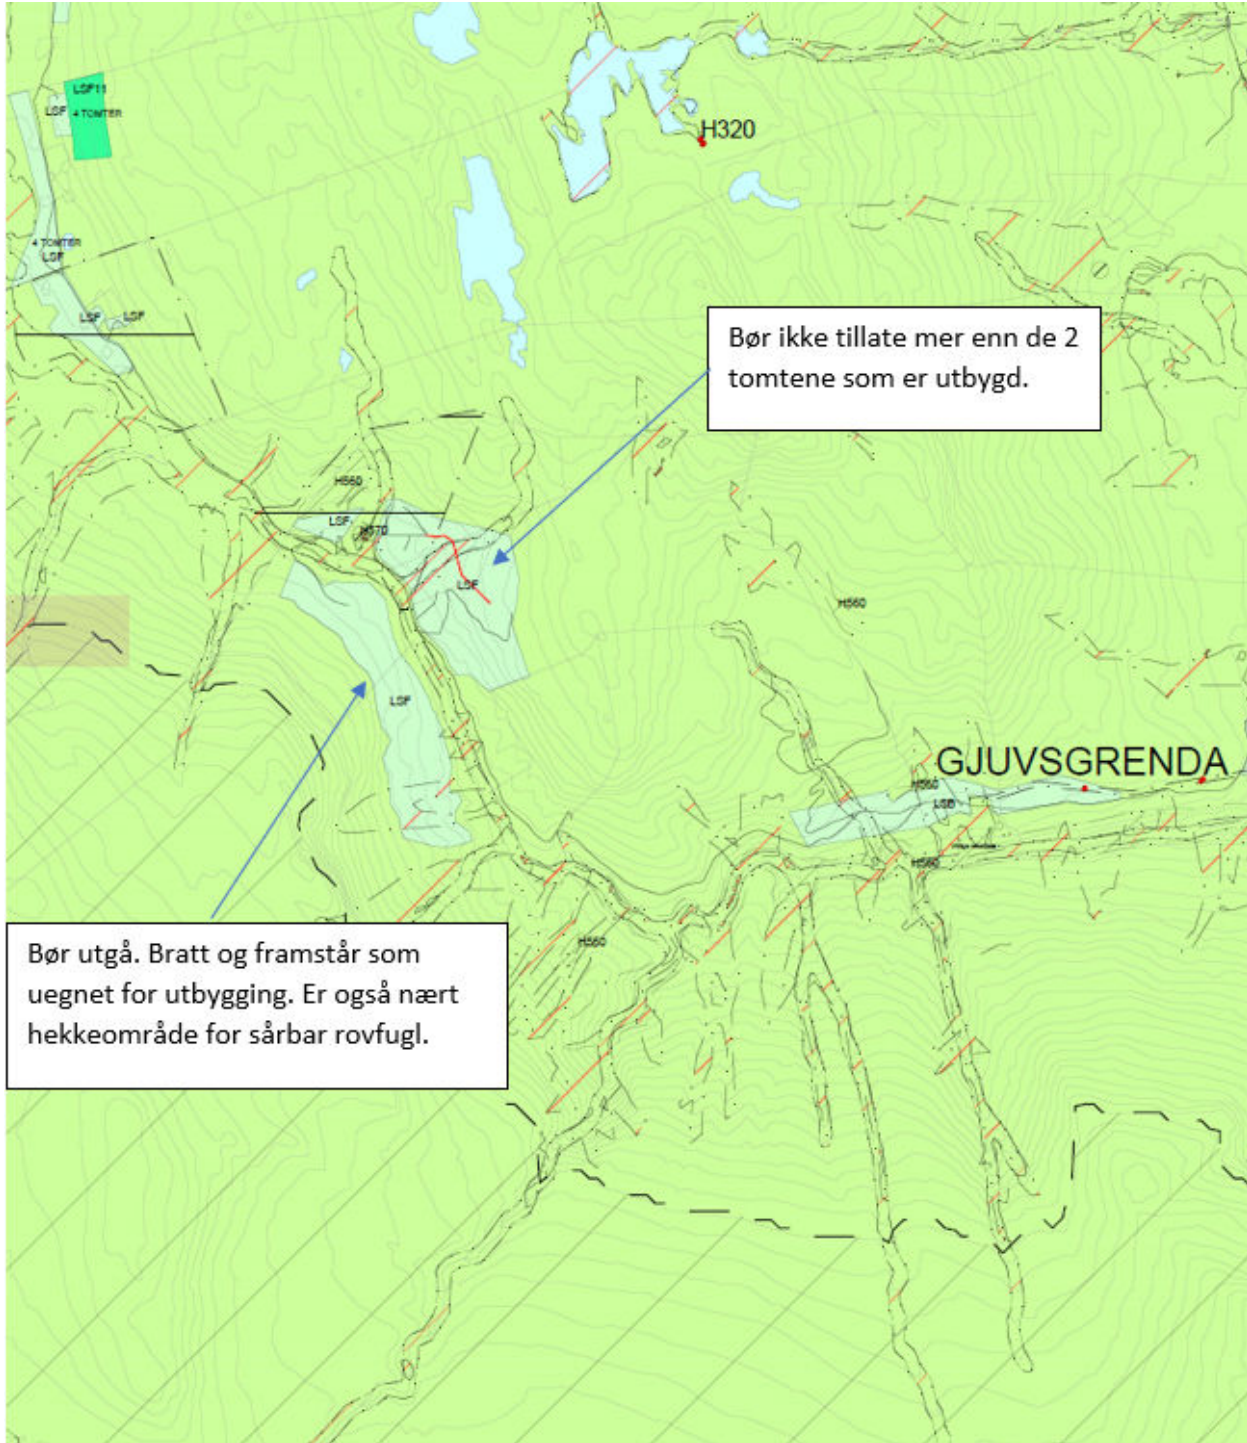 LSF11
LSF
4 TOMTER
H320
4 TOMTER
LSF
LSF
LSF
Bør ikke tillate mer enn de 2
tomtene som er utbygd.
H560
LSF
H570
LSF
H560
LSF
GJUVSGRENDA
H560
LSB
H560
H560
Bør utgå. Bratt og framstår som
uegnet for utbygging. Er også nært
hekkeområde for sårbar rovfugl.